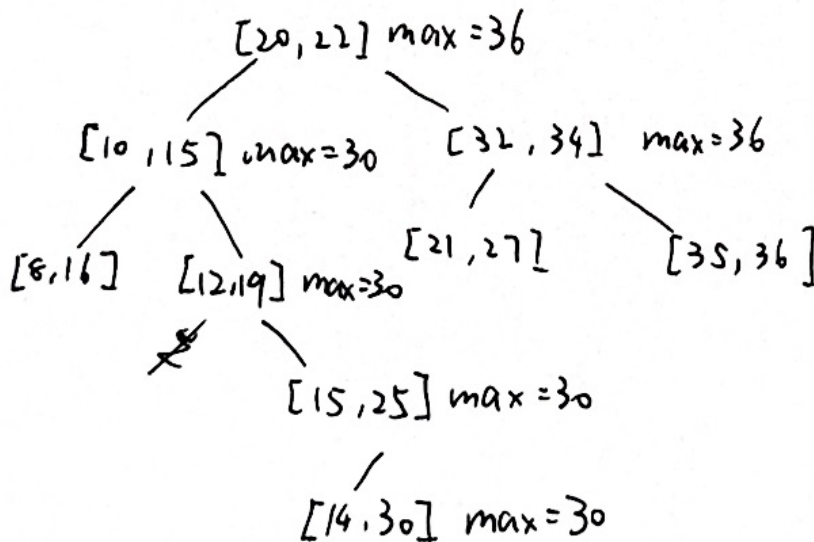 [20,22] max=36
[10,15] max=30 [32,34] max=36
[8,16] [12,19] max=30 [21,27] [35,36]
[15,25] max=30
[14,30] max=30